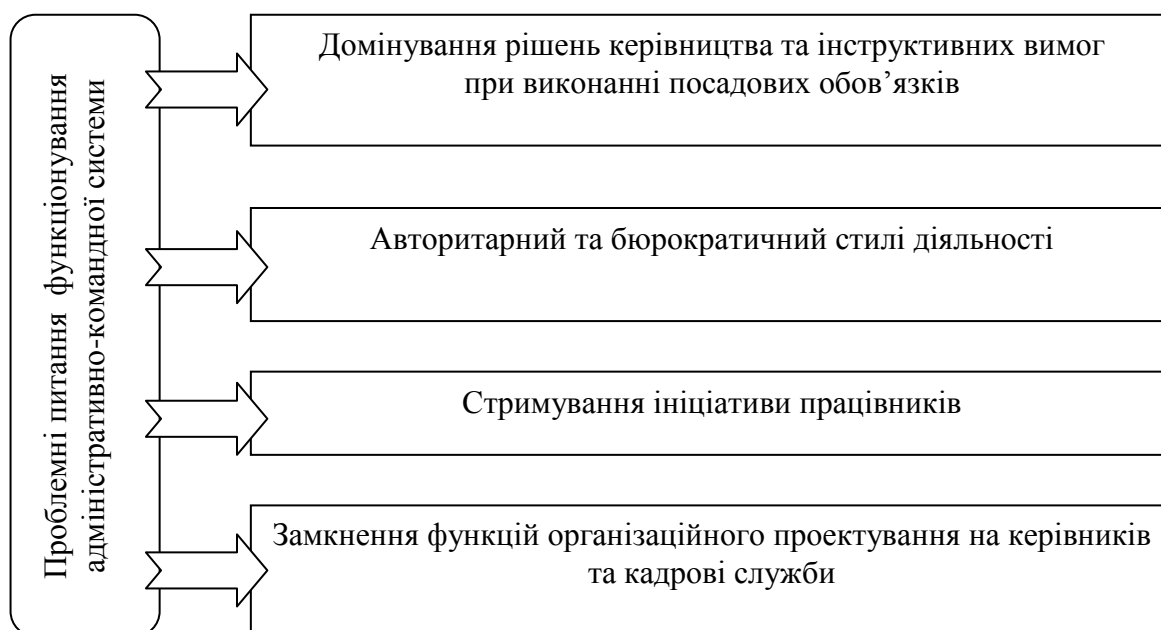 Проблемні питання функціонування
адміністративно-командної системи
Домінування рішень керівництва та інструктивних вимог
при виконанні посадових обов’язків
Авторитарний та бюрократичний стилі діяльності
Стримування ініціативи працівників
Замкнення функцій організаційного проектування на керівників
та кадрові служби